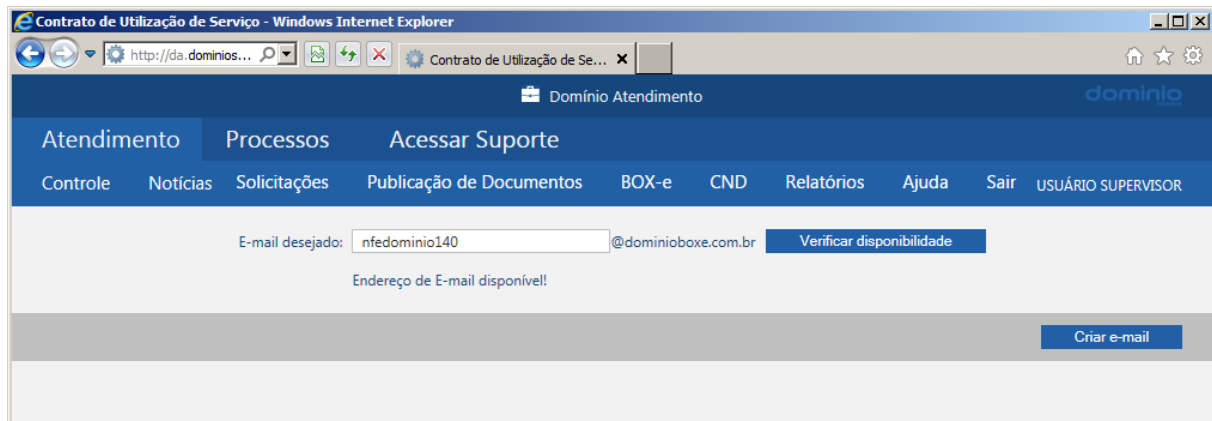 Contrato de Utilização de Serviço - Windows Internet Explorer
http://da.dominios... Contrato de Utilização de Se...
Domínio Atendimento dominio
Atendimento Processos Acessar Suporte
Controle Notícias Solicitações Publicação de Documentos BOX-e CND Relatórios Ajuda Sair USUÁRIO SUPERVISOR
E-mail desejado: nfedominio140 @dominioboxe.com.br Verificar disponibilidade
Endereço de E-mail disponível!
Criar e-mail